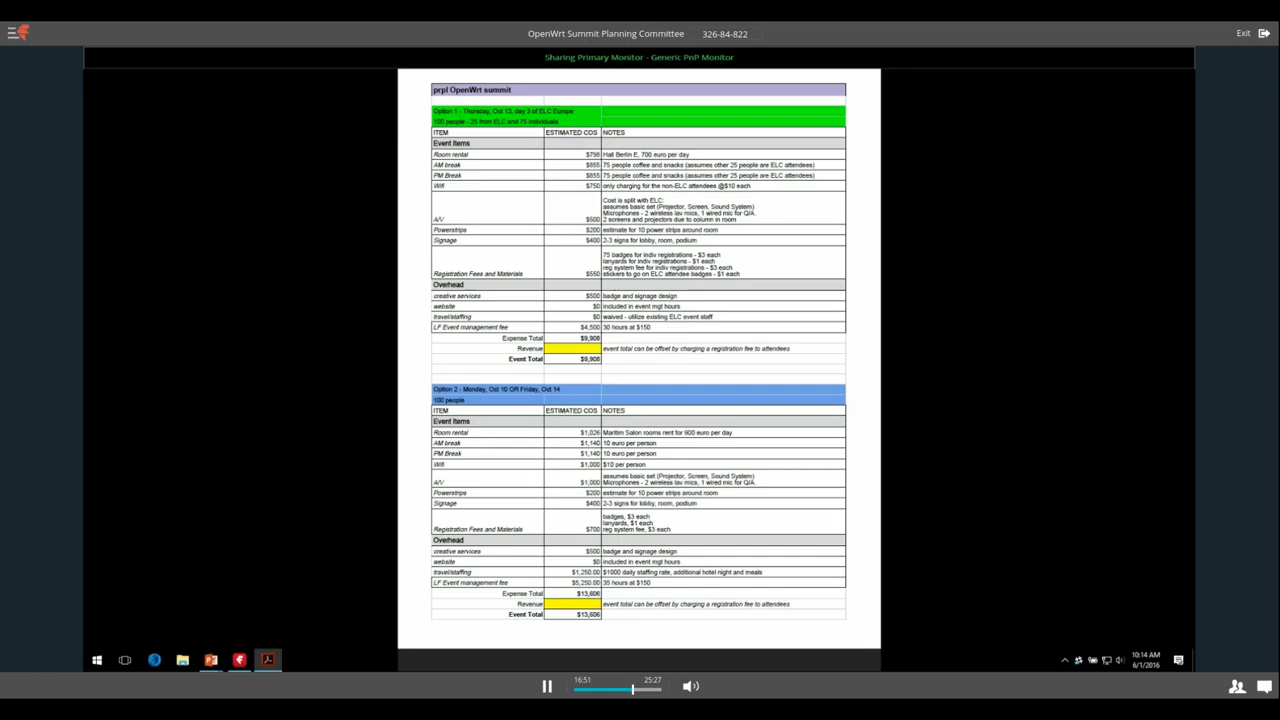 OpenWrt Summit Planning Committee 326-84-822 Exit
Sharing Primary Monitor - Generic PnP Monitor
prpl OpenWrt summit
Option 1 - Thursday, Oct 13, day 3 of ELC Europe
100 people - 25 from ELC and 75 individuals
ITEM ESTIMATED COS NOTES
Event Items
Room rental $798 Hall Berlin E, 700 euro per day
AM break $855 75 people coffee and snacks (assumes other 25 people are ELC attendees)
PM Break $855 75 people coffee and snacks (assumes other 25 people are ELC attendees)
Wifi $750 only charging for the non-ELC attendees @$10 each
Cost is split with ELC:
assumes basic set (Projector, Screen, Sound System)
Microphones - 2 wireless lav mics, 1 wired mic for Q/A.
A/V $500 2 screens and projectors due to column in room
Powerstrips $200 estimate for 10 power strips around room
Signage $400 2-3 signs for lobby, room, podium
75 badges for indiv registrations - $3 each
lanyards for indiv registrations - $1 each
reg system fee for indiv registrations - $3 each
Registration Fees and Materials $550 stickers to go on ELC attendee badges - $1 each
Overhead
creative services $500 badge and signage design
website $0 included in event mgt hours
travel/staffing $0 waived - utilize existing ELC event staff
LF Event management fee $4,500 30 hours at $150
Expense Total $9,908
Revenue event total can be offset by charging a registration fee to attendees
Event Total $9,908
Option 2 - Monday, Oct 10 OR Friday, Oct 14
100 people
ITEM ESTIMATED COS NOTES
Event Items
Room rental $1,026 Maritim Salon rooms rent for 900 euro per day
AM break $1,140 10 euro per person
PM Break $1,140 10 euro per person
Wifi $1,000 $10 per person
assumes basic set (Projector, Screen, Sound System)
A/V $1,000 Microphones - 2 wireless lav mics, 1 wired mic for Q/A.
Powerstrips $200 estimate for 10 power strips around room
Signage $400 2-3 signs for lobby, room, podium
badges, $3 each
lanyards, $1 each
Registration Fees and Materials $700 reg system fee, $3 each
Overhead
creative services $500 badge and signage design
website $0 included in event mgt hours
travel/staffing $1,250.00 $1000 daily staffing rate, additional hotel night and meals
LF Event management fee $5,250.00 35 hours at $150
Expense Total $13,606
Revenue event total can be offset by charging a registration fee to attendees
Event Total $13,606
10:14 AM
6/1/2016
16:51 25:27